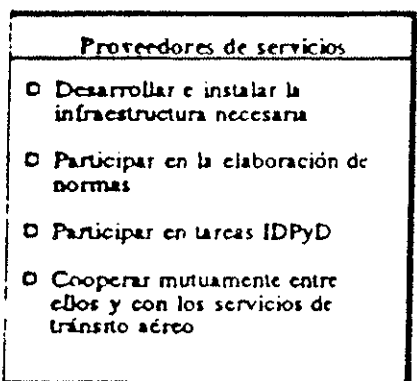 Proveedores de servicios
Desarrollar e instalar la
infraestructura necesaria
Participar en la elaboración de
normas
Participar en tareas IDPyD
Cooperar mutuamente entre
ellos y con los servicios de
tránsito aéreo